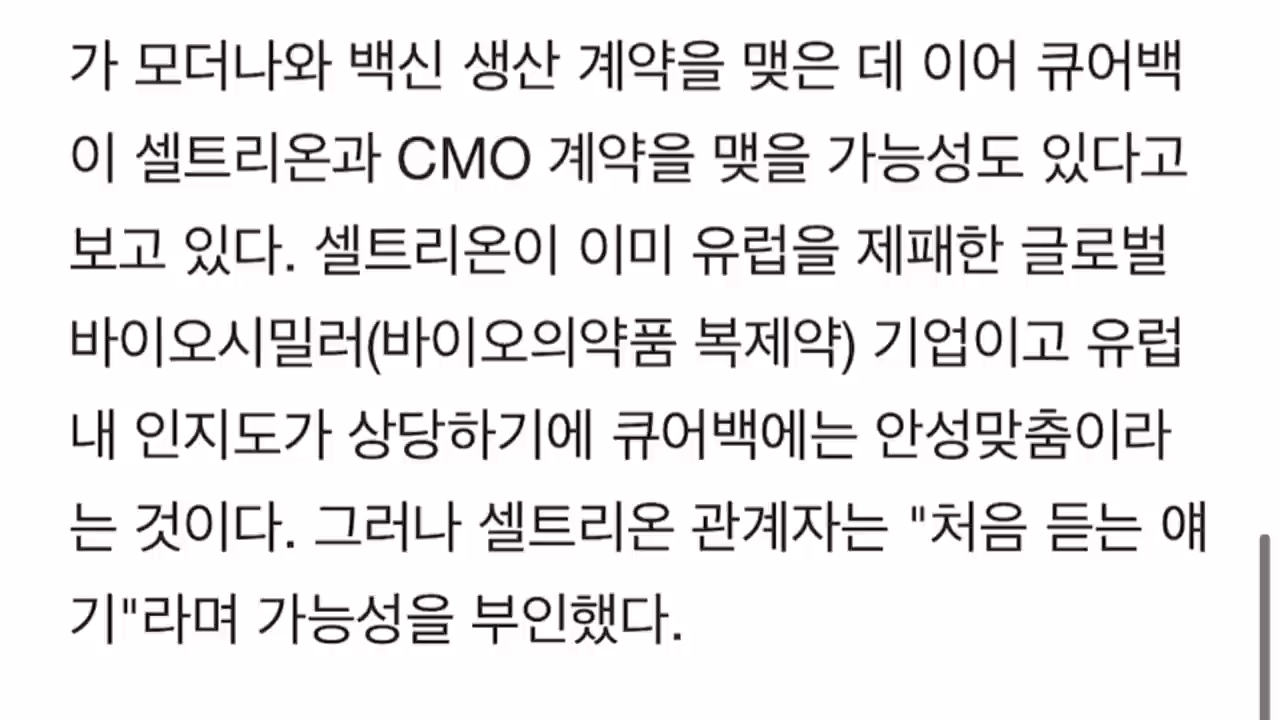 가 모더나와 백신 생산 계약을 맺은 데 이어 큐어백
이 셀트리온과 CMO 계약을 맺을 가능성도 있다고
보고 있다. 셀트리온이 이미 유럽을 제패한 글로벌
바이오시밀러(바이오의약품 복제약) 기업이고 유럽
내 인지도가 상당하기에 큐어백에는 안성맞춤이라
는 것이다. 그러나 셀트리온 관계자는 "처음 듣는 얘
기"라며 가능성을 부인했다.